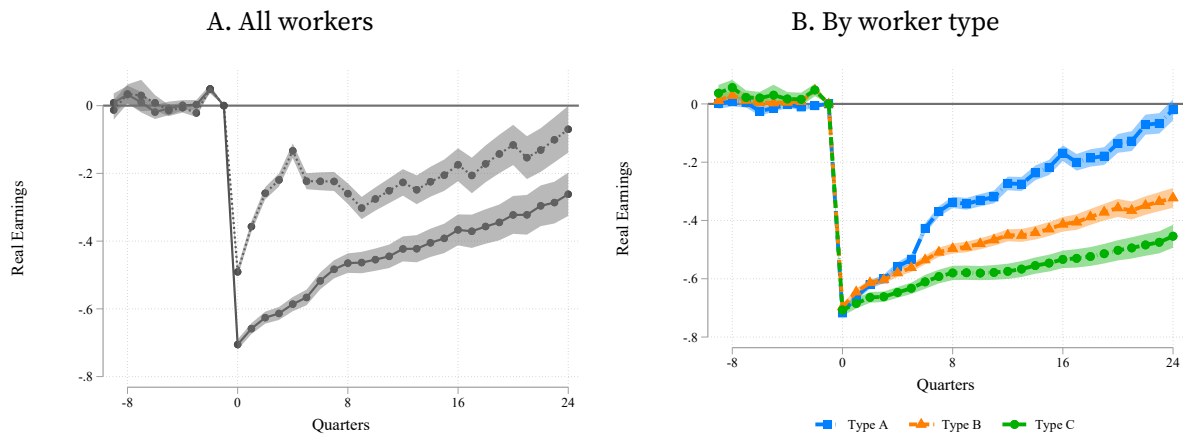 A. All workers
Real Earnings
0
-.2
-.4
-.6
-.8
-8
0
8
16
24
Quarters
B. By worker type
Real Earnings
0
-.2
-.4
-.6
-.8
-8
0
8
16
24
Quarters
Type A
Type B
Type C